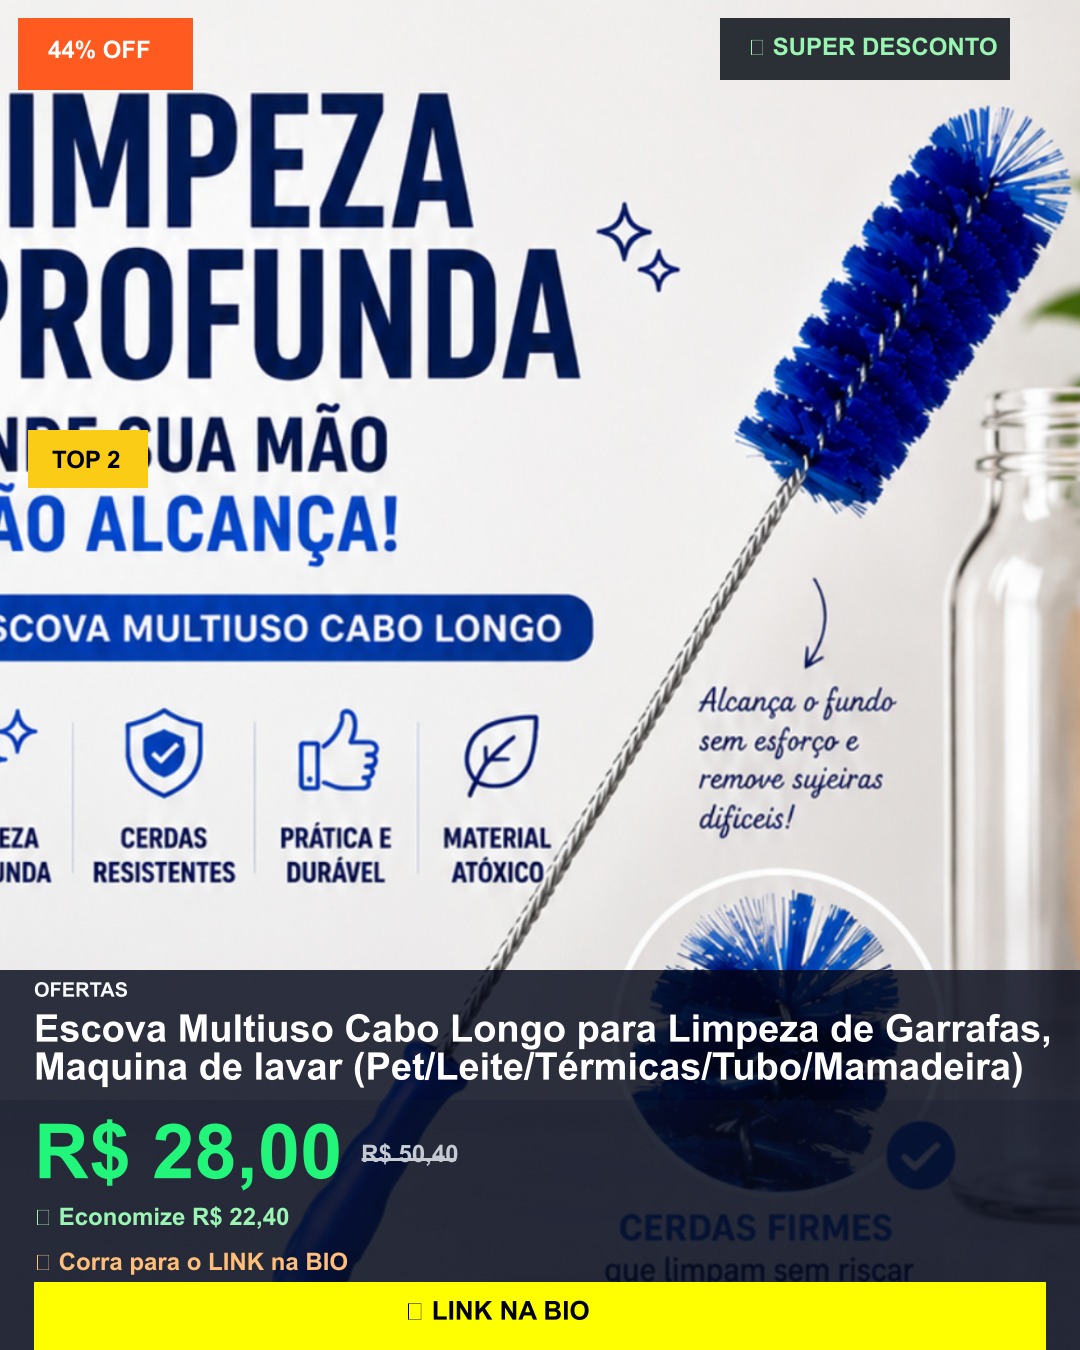 44% OFF
SUPER DESCONTO
IMPEZA
PROFUNDA
SUA MÃO
TOP 2
ÃO ALCANÇA!
SCOVA MULTIUSO CABO LONGO
EZA
UNDA
CERDAS
RESISTENTES
PRÁTICA E
DURÁVEL
MATERIAL
ATÓXICO
Alcança o fundo
sem esforço e
remove sujeiras
difíceis!
OFERTAS
Escova Multiuso Cabo Longo para Limpeza de Garrafas,
Maquina de lavar (Pet/Leite/Térmicas/Tubo/Mamadeira)
R$ 28,00 R$ 50,40
Economize R$ 22,40
Corra para o LINK na BIO
CERDAS FIRMES
que limpam sem riscar
LINK NA BIO